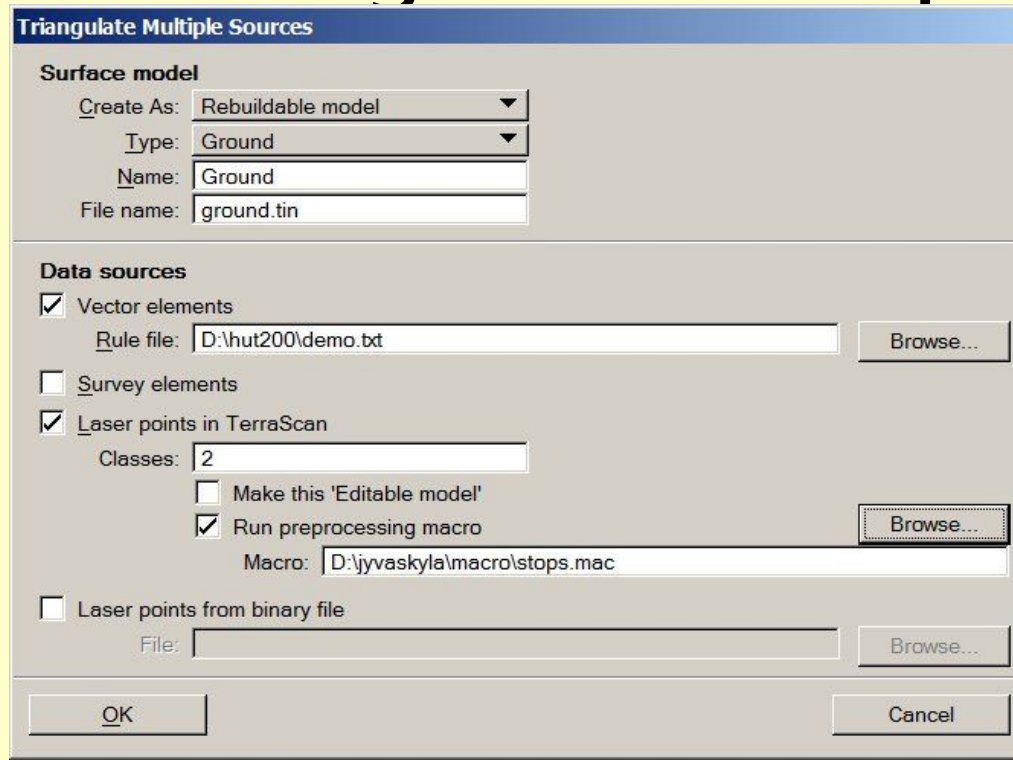 Triangulate Multiple Sources
Surface model
Create As: Rebuildable model
Type: Ground
Name: Ground
File name: ground.tin
Data sources
Vector elements
Rule file: D:\hut200\demo.txt Browse...
Survey elements
Laser points in TerraScan
Classes: 2
Make this 'Editable model'
Run preprocessing macro Browse...
Macro: D:\jyvaskyla\macro\stops.mac
Laser points from binary file
File: Browse...
OK Cancel